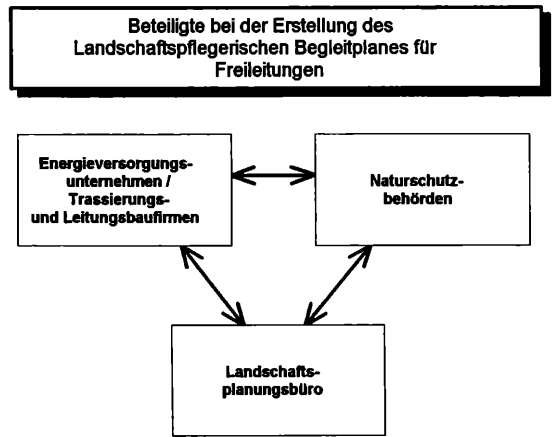 Beteiligte bei der Erstellung des
Landschaftspflegerischen Begleitplanes für
Freileitungen
Energieversorgungs-
unternehmen /
Trassierungs-
und Leitungsbaufirmen
Naturschutz-
behörden
Landschafts-
planungsbüro